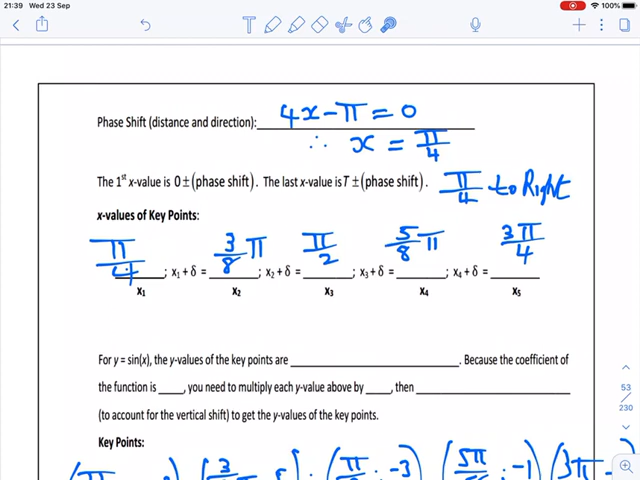 21:39 Wed 23 Sep
100%
T
Phase Shift (distance and direction): 4x-π=0
∴ x = π/4
The 1st x-value is 0±(phase shift). The last x-value is T±(phase shift). π/4 to Right
x-values of Key Points:
π/4 ; x₁ + δ = 3/8 π ; x₂ + δ = π/2 ; x₃ + δ = 5/8 π ; x₄ + δ = 3π/4
x₁ x₂ x₃ x₄ x₅
53
For y = sin(x), the y-values of the key points are ______. Because the coefficient of
230
the function is ____, you need to multiply each y-value above by ____, then ______
(to account for the vertical shift) to get the y-values of the key points.
Key Points: